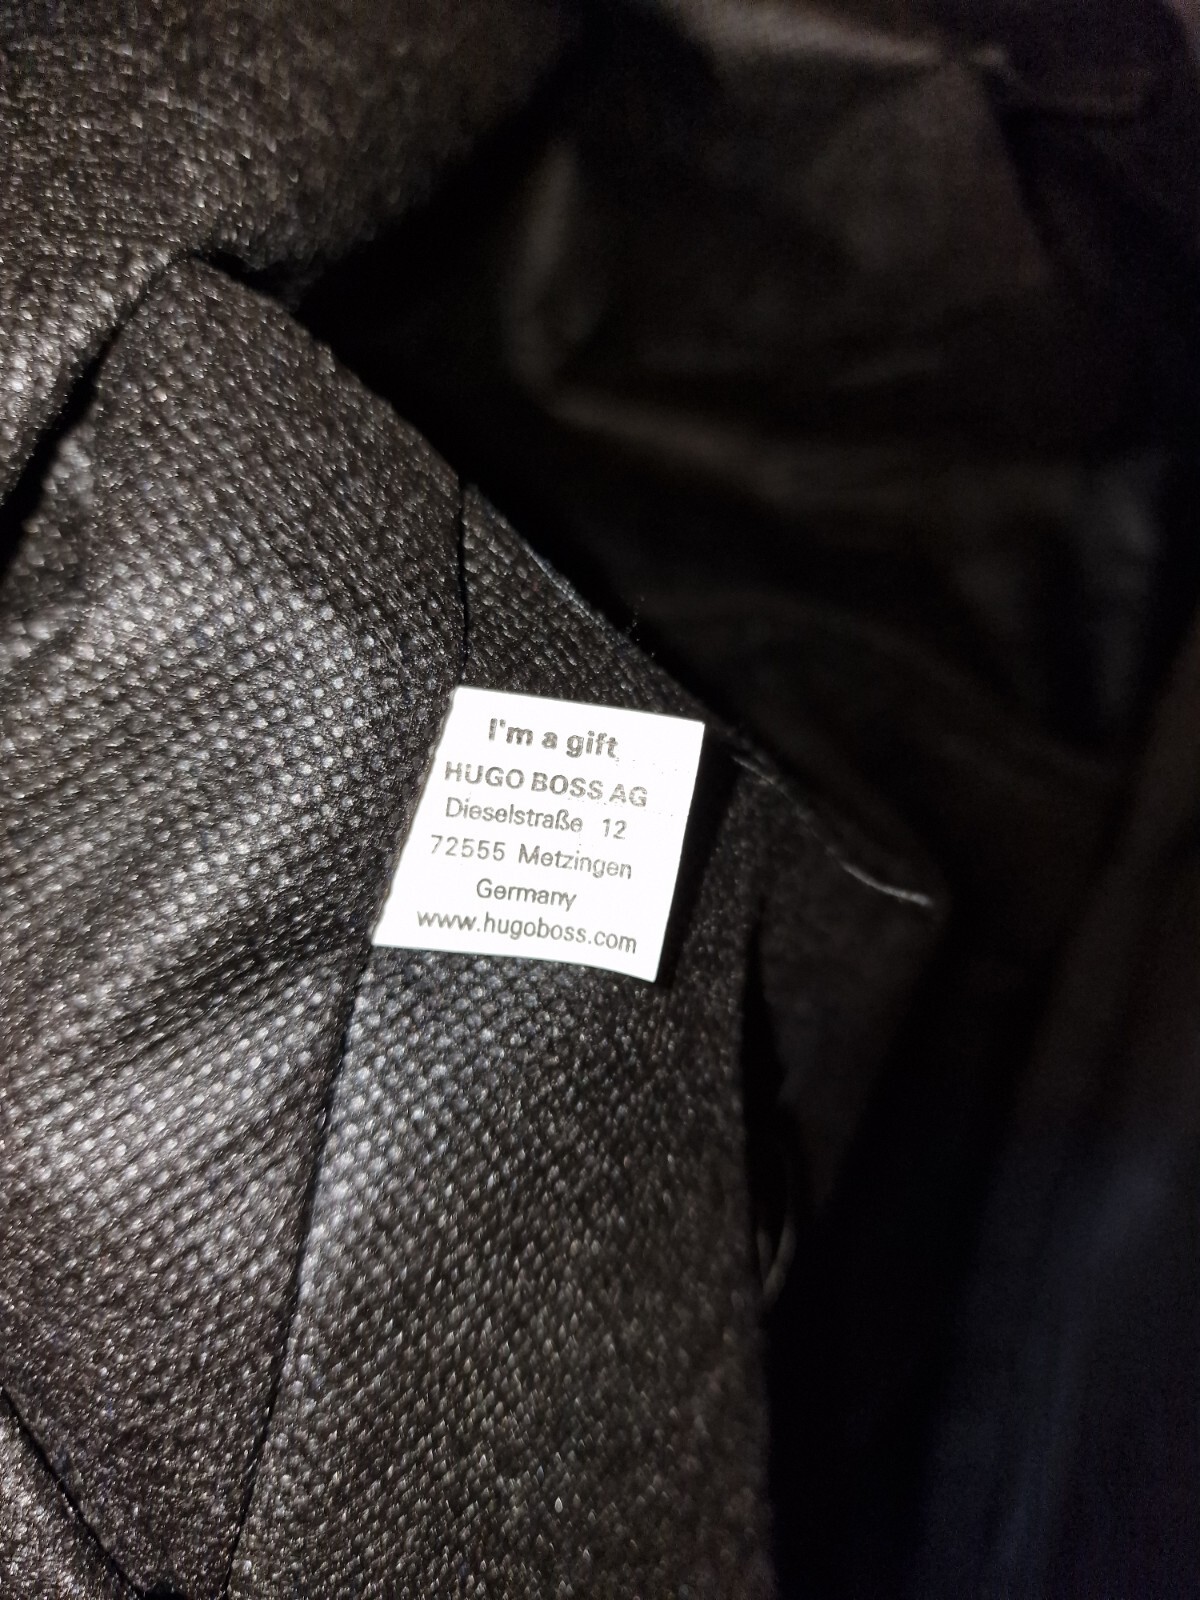 I'm a gift
HUGO BOSS AG
Dieselstraße 12
72555 Metzingen
Germany
www.hugoboss.com